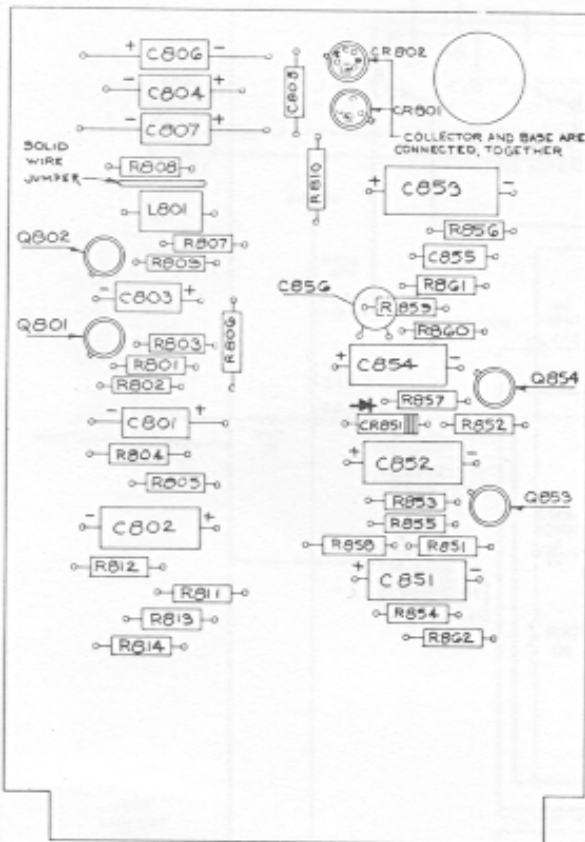 + C806 -
CR802
- C804 +
C808
CR801
- C807 +
COLLECTOR AND BASE ARE
CONNECTED, TOGETHER
SOLID
WIRE
JUMPER
R808
R810
+ C853 -
L801
R856
Q802
R807
C855
R805
R861
C856
- C803 +
R859
Q801
R806
R860
R803
R801
+ C854 -
R802
Q854
R857
- C801 +
CR851
R852
R804
+ C852 -
R805
R853
Q853
- C802 +
R855
R858
R851
R812
+ C851 -
R811
R854
R813
R862
R814